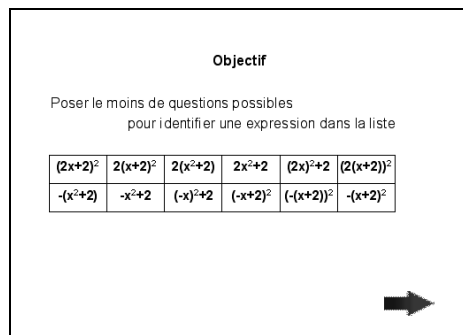 Objectif
Poser le moins de questions possibles
pour identifier une expression dans la liste
(2x+2)² 2(x+2)² 2(x²+2) 2x²+2 (2x)²+2 (2(x+2))²
-(x²+2) -x²+2 (-x)²+2 (-x+2)² (-(x+2))² -(x+2)²